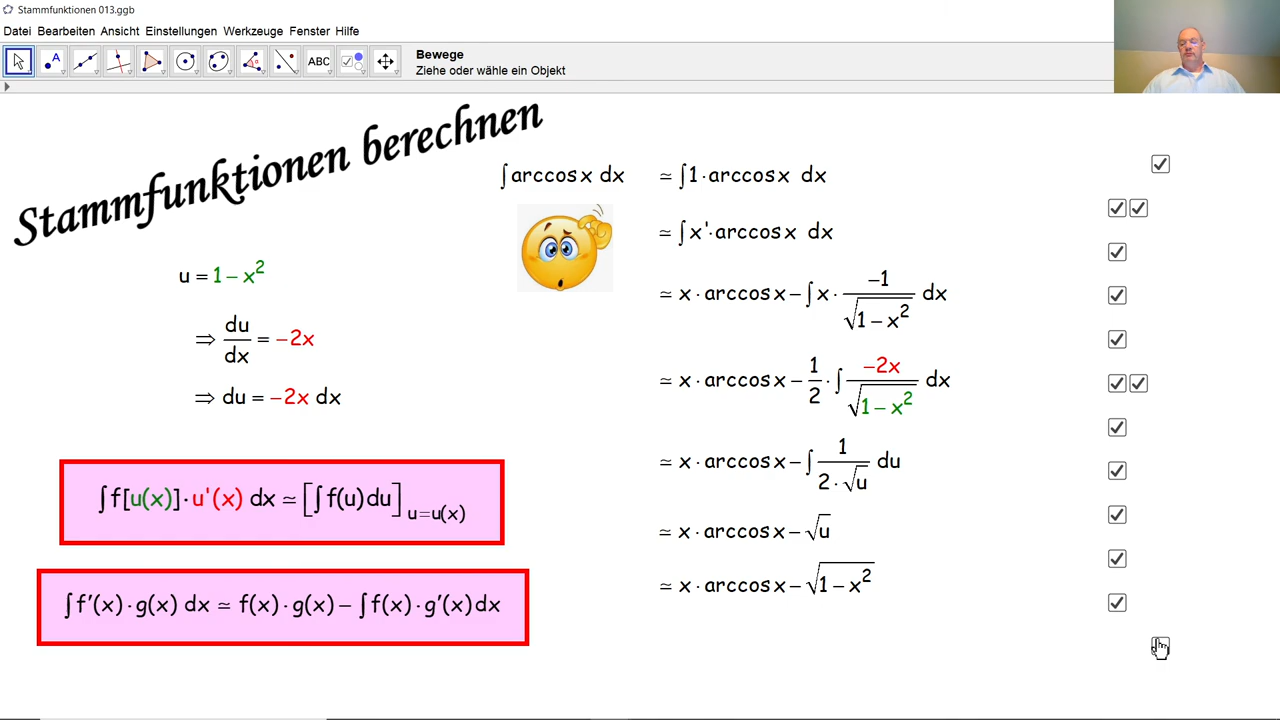 Stammfunktionen 013.ggb
Datei Bearbeiten Ansicht Einstellungen Werkzeuge Fenster Hilfe
A
ABC
Bewege
Ziehe oder wähle ein Objekt
Stammfunktionen berechnen
∫arccos x dx ≃ ∫1·arccos x dx
≃ ∫x'·arccos x dx
u = 1−x²
≃ x·arccos x − ∫x· −1/√(1−x²) dx
⇒ du/dx = −2x
≃ x·arccos x − 1/2·∫ −2x/√(1−x²) dx
⇒ du = −2x dx
≃ x·arccos x − ∫ 1/(2·√u) du
∫f[u(x)]·u'(x) dx ≃ [∫f(u)du] u=u(x)
≃ x·arccos x − √u
≃ x·arccos x − √(1−x²)
∫f'(x)·g(x) dx ≃ f(x)·g(x) − ∫f(x)·g'(x)dx